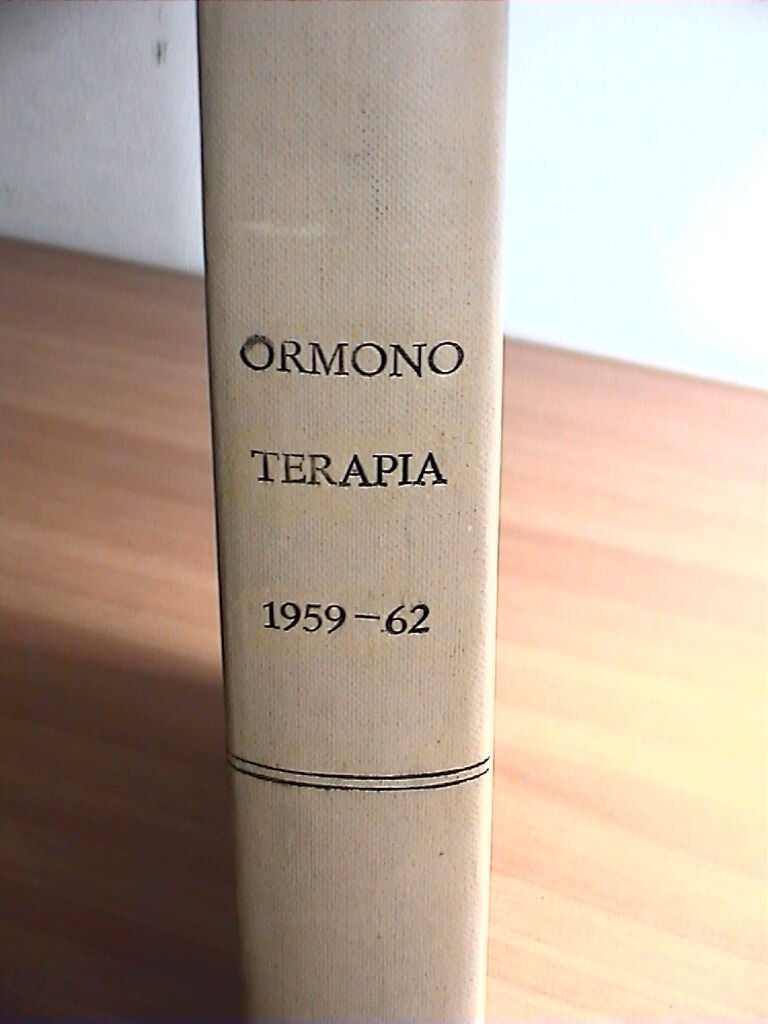 ORMONO
TERAPIA
1959-62